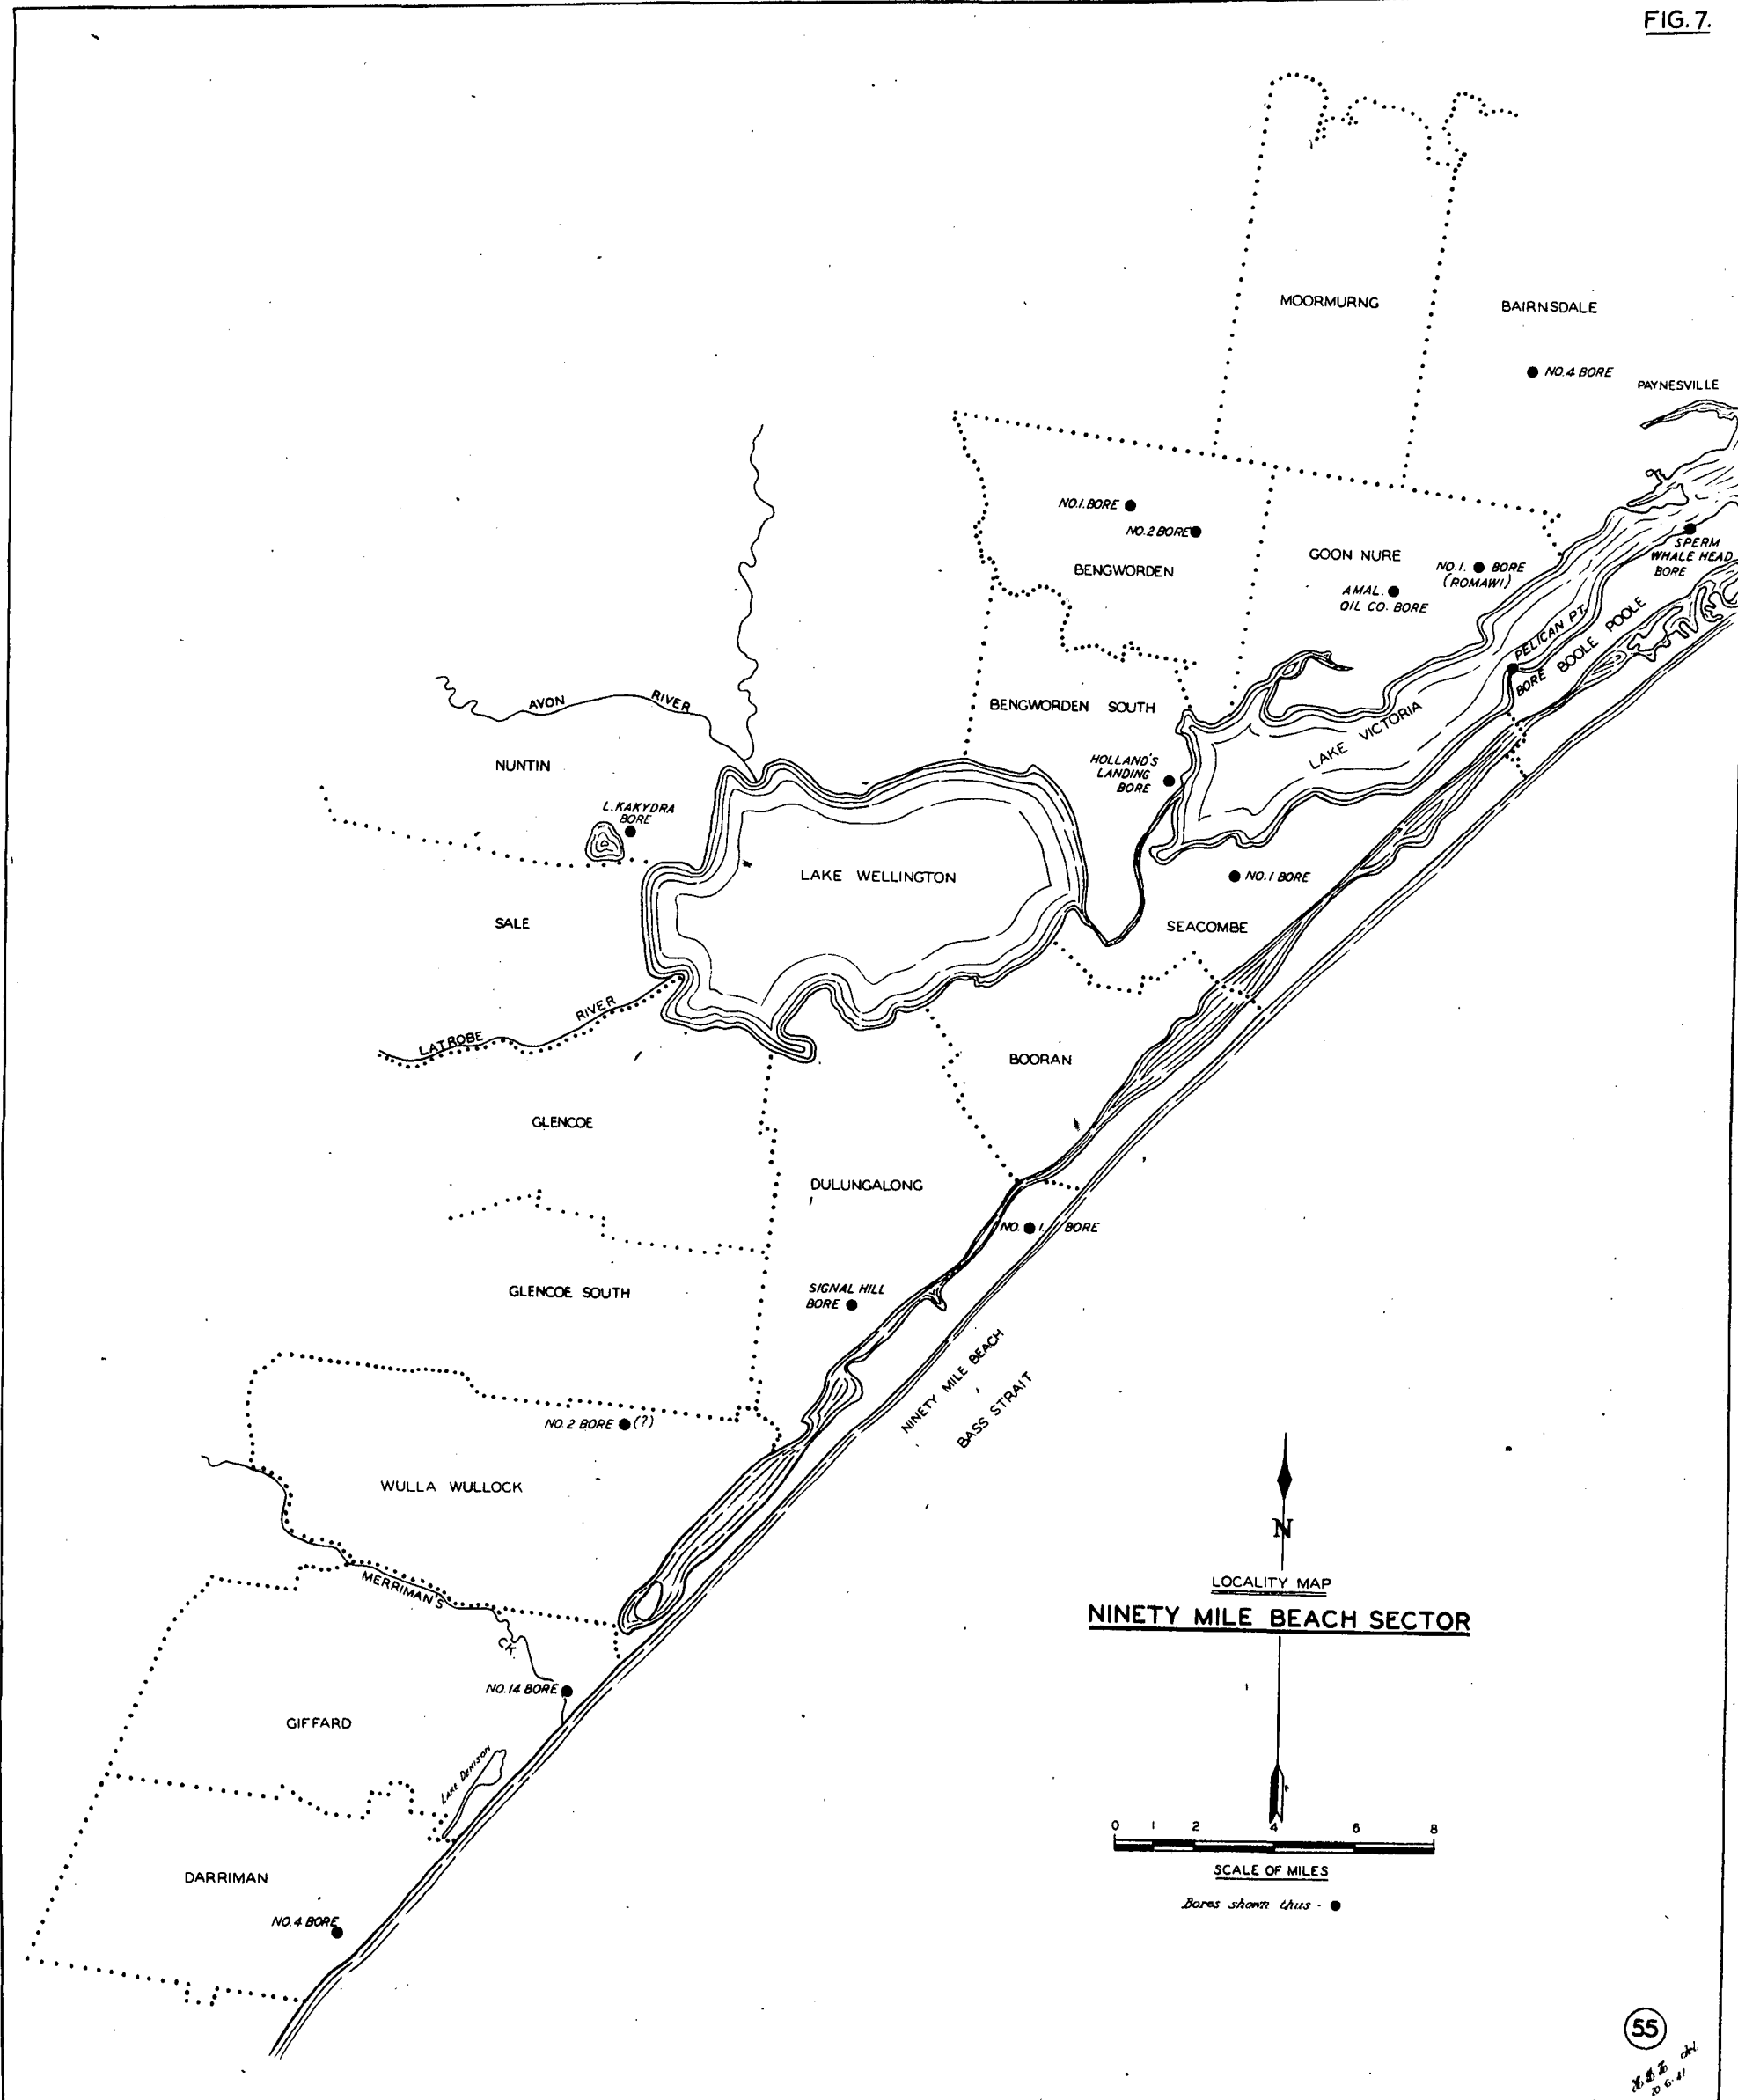 FIG. 7.
MOORMURNG
BAIRNSDALE
NO. 4 BORE
PAYNESVILLE
NO. 1. BORE
NO. 2 BORE
BENGWORDEN
GOON NURE
NO. 1. BORE
(ROMAWI)
AMAL.
OIL CO. BORE
SPERM
WHALE HEAD
BORE
PELICAN PT.
BORE
BOOLE POOLE
AVON RIVER
BENGWORDEN SOUTH
LAKE VICTORIA
NUNTIN
HOLLAND'S
LANDING
BORE
L. KAKYDRA
BORE
LAKE WELLINGTON
NO. 1 BORE
SALE
SEACOMBE
LATROBE RIVER
BOORAN
GLENCOE
DULUNGALONG
NO. 1. BORE
GLENCOE SOUTH
SIGNAL HILL
BORE
NINETY MILE BEACH
BASS STRAIT
NO. 2 BORE (?)
WULLA WULLOCK
MERRIMAN'S CK.
N
LOCALITY MAP
NINETY MILE BEACH SECTOR
NO. 14 BORE
GIFFARD
LAKE DENISON
0 1 2 4 6 8
SCALE OF MILES
Bores shown thus -
DARRIMAN
NO. 4 BORE
55
del.
20.6.41